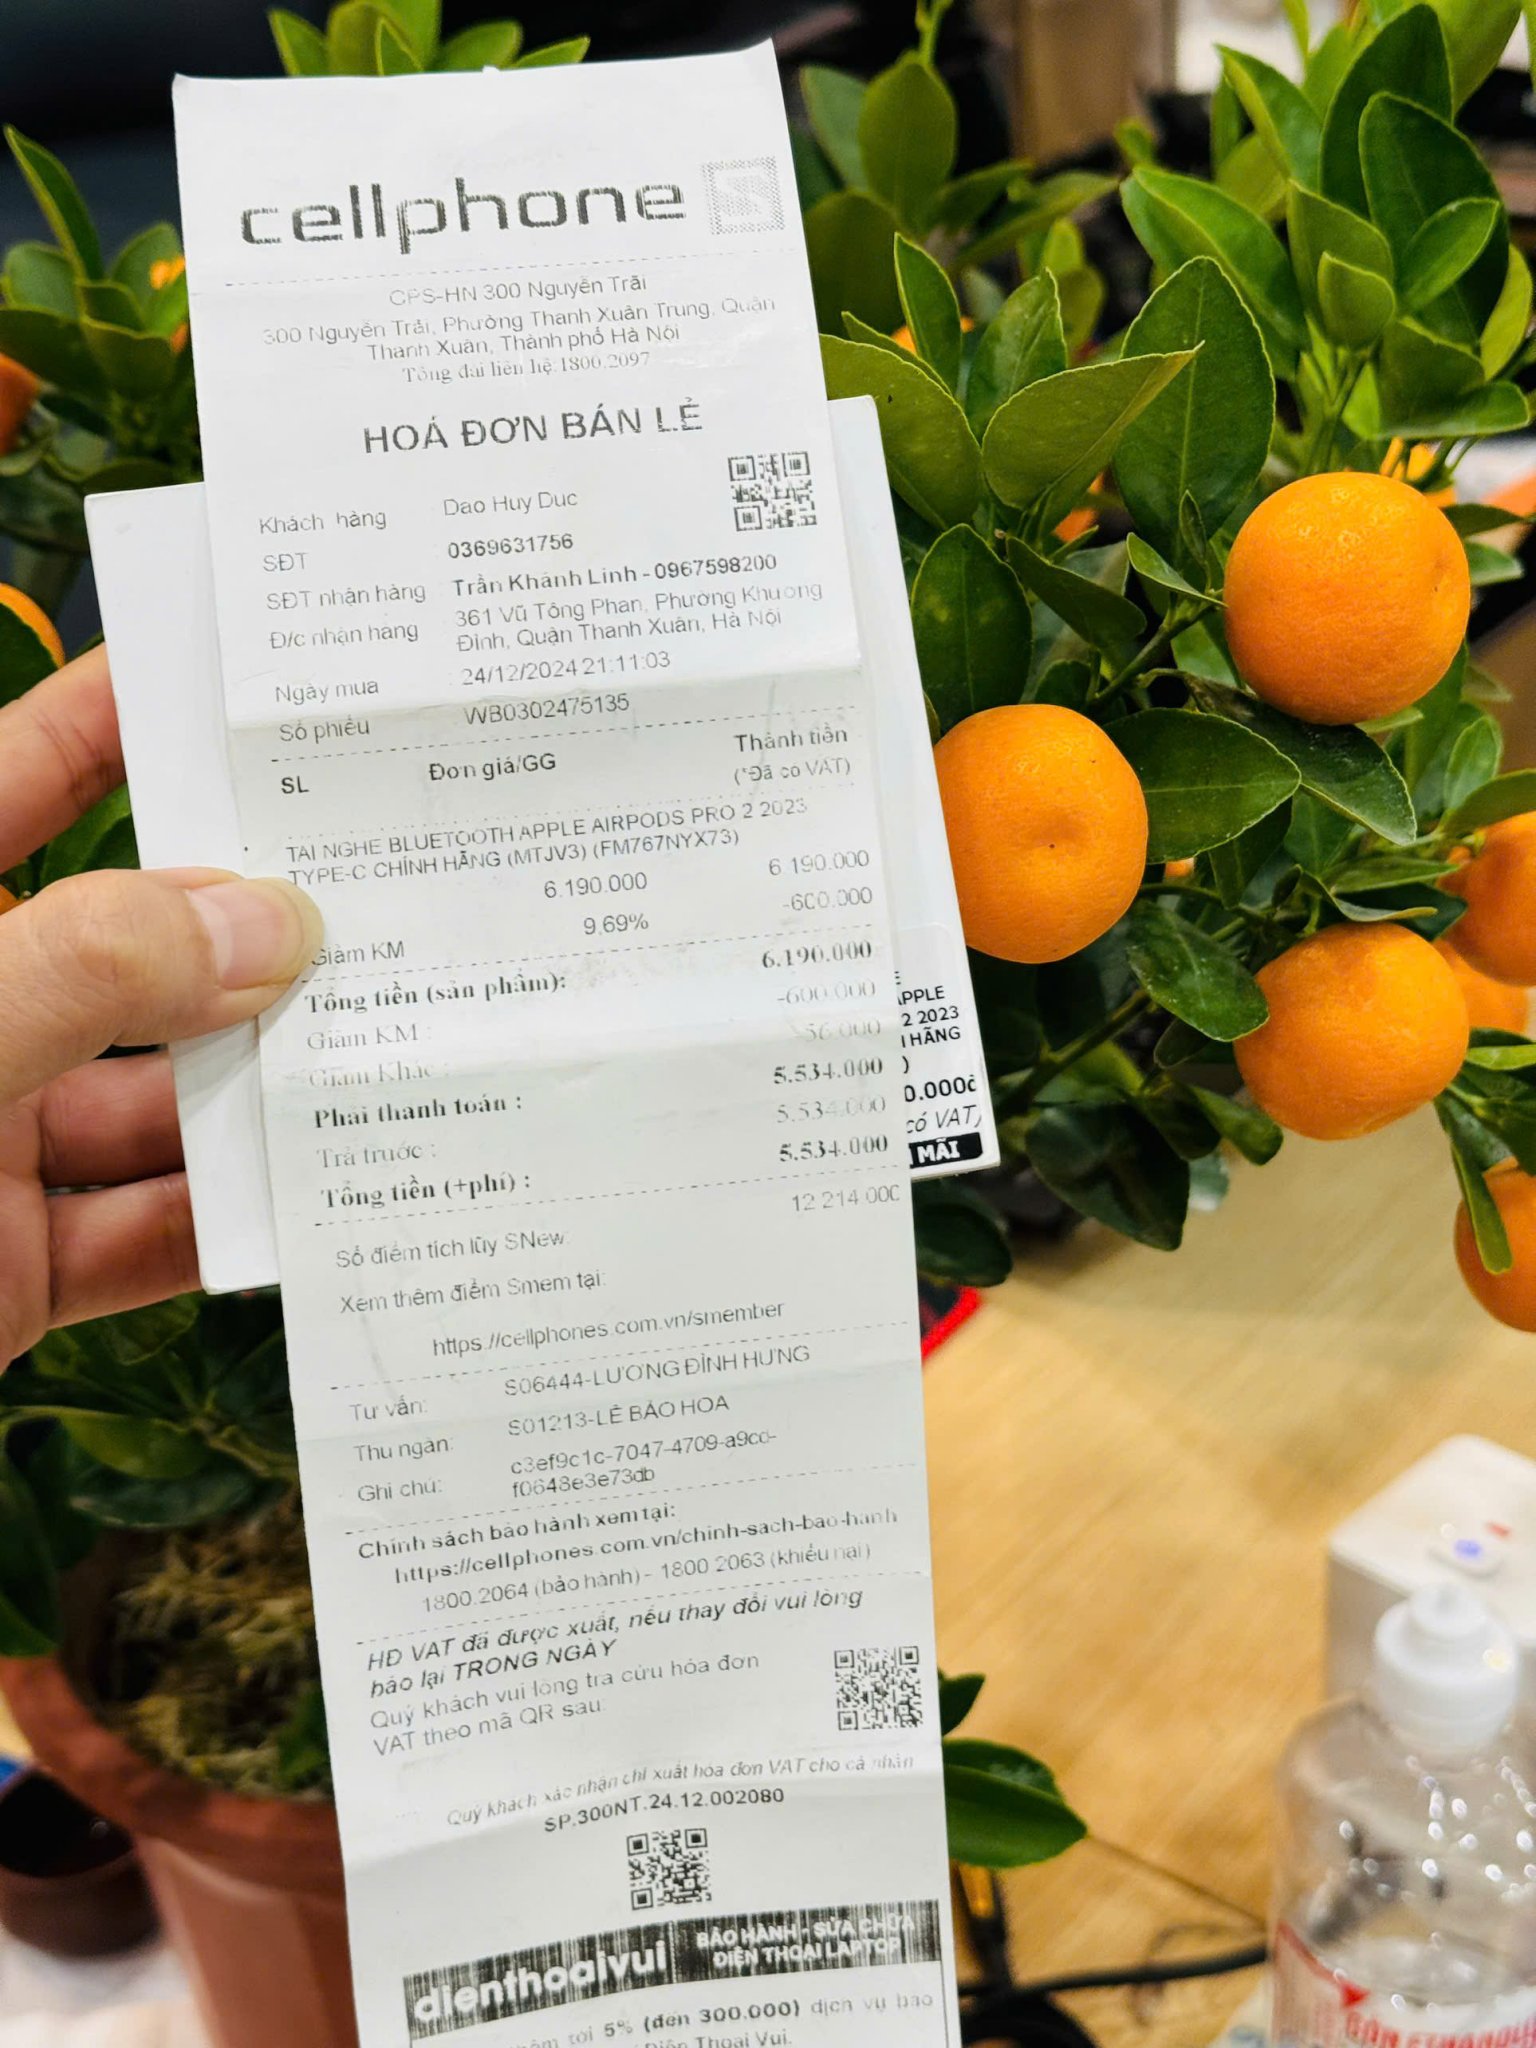 cellphone S
CPS-HN 300 Nguyễn Trãi
300 Nguyễn Trãi, Phường Thanh Xuân Trung, Quận
Thanh Xuân, Thành phố Hà Nội
Tổng đài liên hệ:1800.2097
HOÁ ĐƠN BÁN LẺ
Khách hàng : Dao Huy Duc
SĐT : 0369631756
SĐT nhận hàng : Trần Khánh Linh - 0967598200
Đ/c nhận hàng : 361 Vũ Tông Phan, Phường Khương
Đình, Quận Thanh Xuân, Hà Nội
Ngày mua : 24/12/2024 21:11:03
Số phiếu : WB0302475135
SL Đơn giá/GG Thành tiền
(*Đã có VAT)
TAI NGHE BLUETOOTH APPLE AIRPODS PRO 2 2023
TYPE-C CHÍNH HÃNG (MTJV3) (FM767NYX73)
6.190.000 6.190.000
Giảm KM 9,69% -600.000
Tổng tiền (sản phẩm): 6.190.000
Giảm KM : -600.000
Giảm Khác : -56.000
Phải thanh toán : 5.534.000
Trả trước : 5.534.000
Tổng tiền (+phí) : 5.534.000
Số điểm tích lũy SNew: 12.214.000
Xem thêm điểm Smem tại:
https://cellphones.com.vn/smember
Tư vấn: S06444-LƯƠNG ĐÌNH HƯNG
Thu ngân: S01213-LÊ BẢO HOA
Ghi chú: c3ef9c1c-7047-4709-a9cc-
f0648e3e73db
Chính sách bảo hành xem tại:
https://cellphones.com.vn/chinh-sach-bao-hanh
1800.2064 (bảo hành) - 1800.2063 (khiếu nại)
HĐ VAT đã được xuất, nếu thay đổi vui lòng
báo lại TRONG NGÀY
Quý khách vui lòng tra cứu hóa đơn
VAT theo mã QR sau:
Quý khách xác nhận chỉ xuất hóa đơn VAT cho cá nhân
SP.300NT.24.12.002080
dienthoaivui BẢO HÀNH - SỬA CHỮA
ĐIỆN THOẠI LAPTOP
tới 5% (đến 300.000) dịch vụ bảo
Điện Thoại Vui.
APPLE
2 2023
HÃNG
)
0.000đ
có VAT)
MÃI